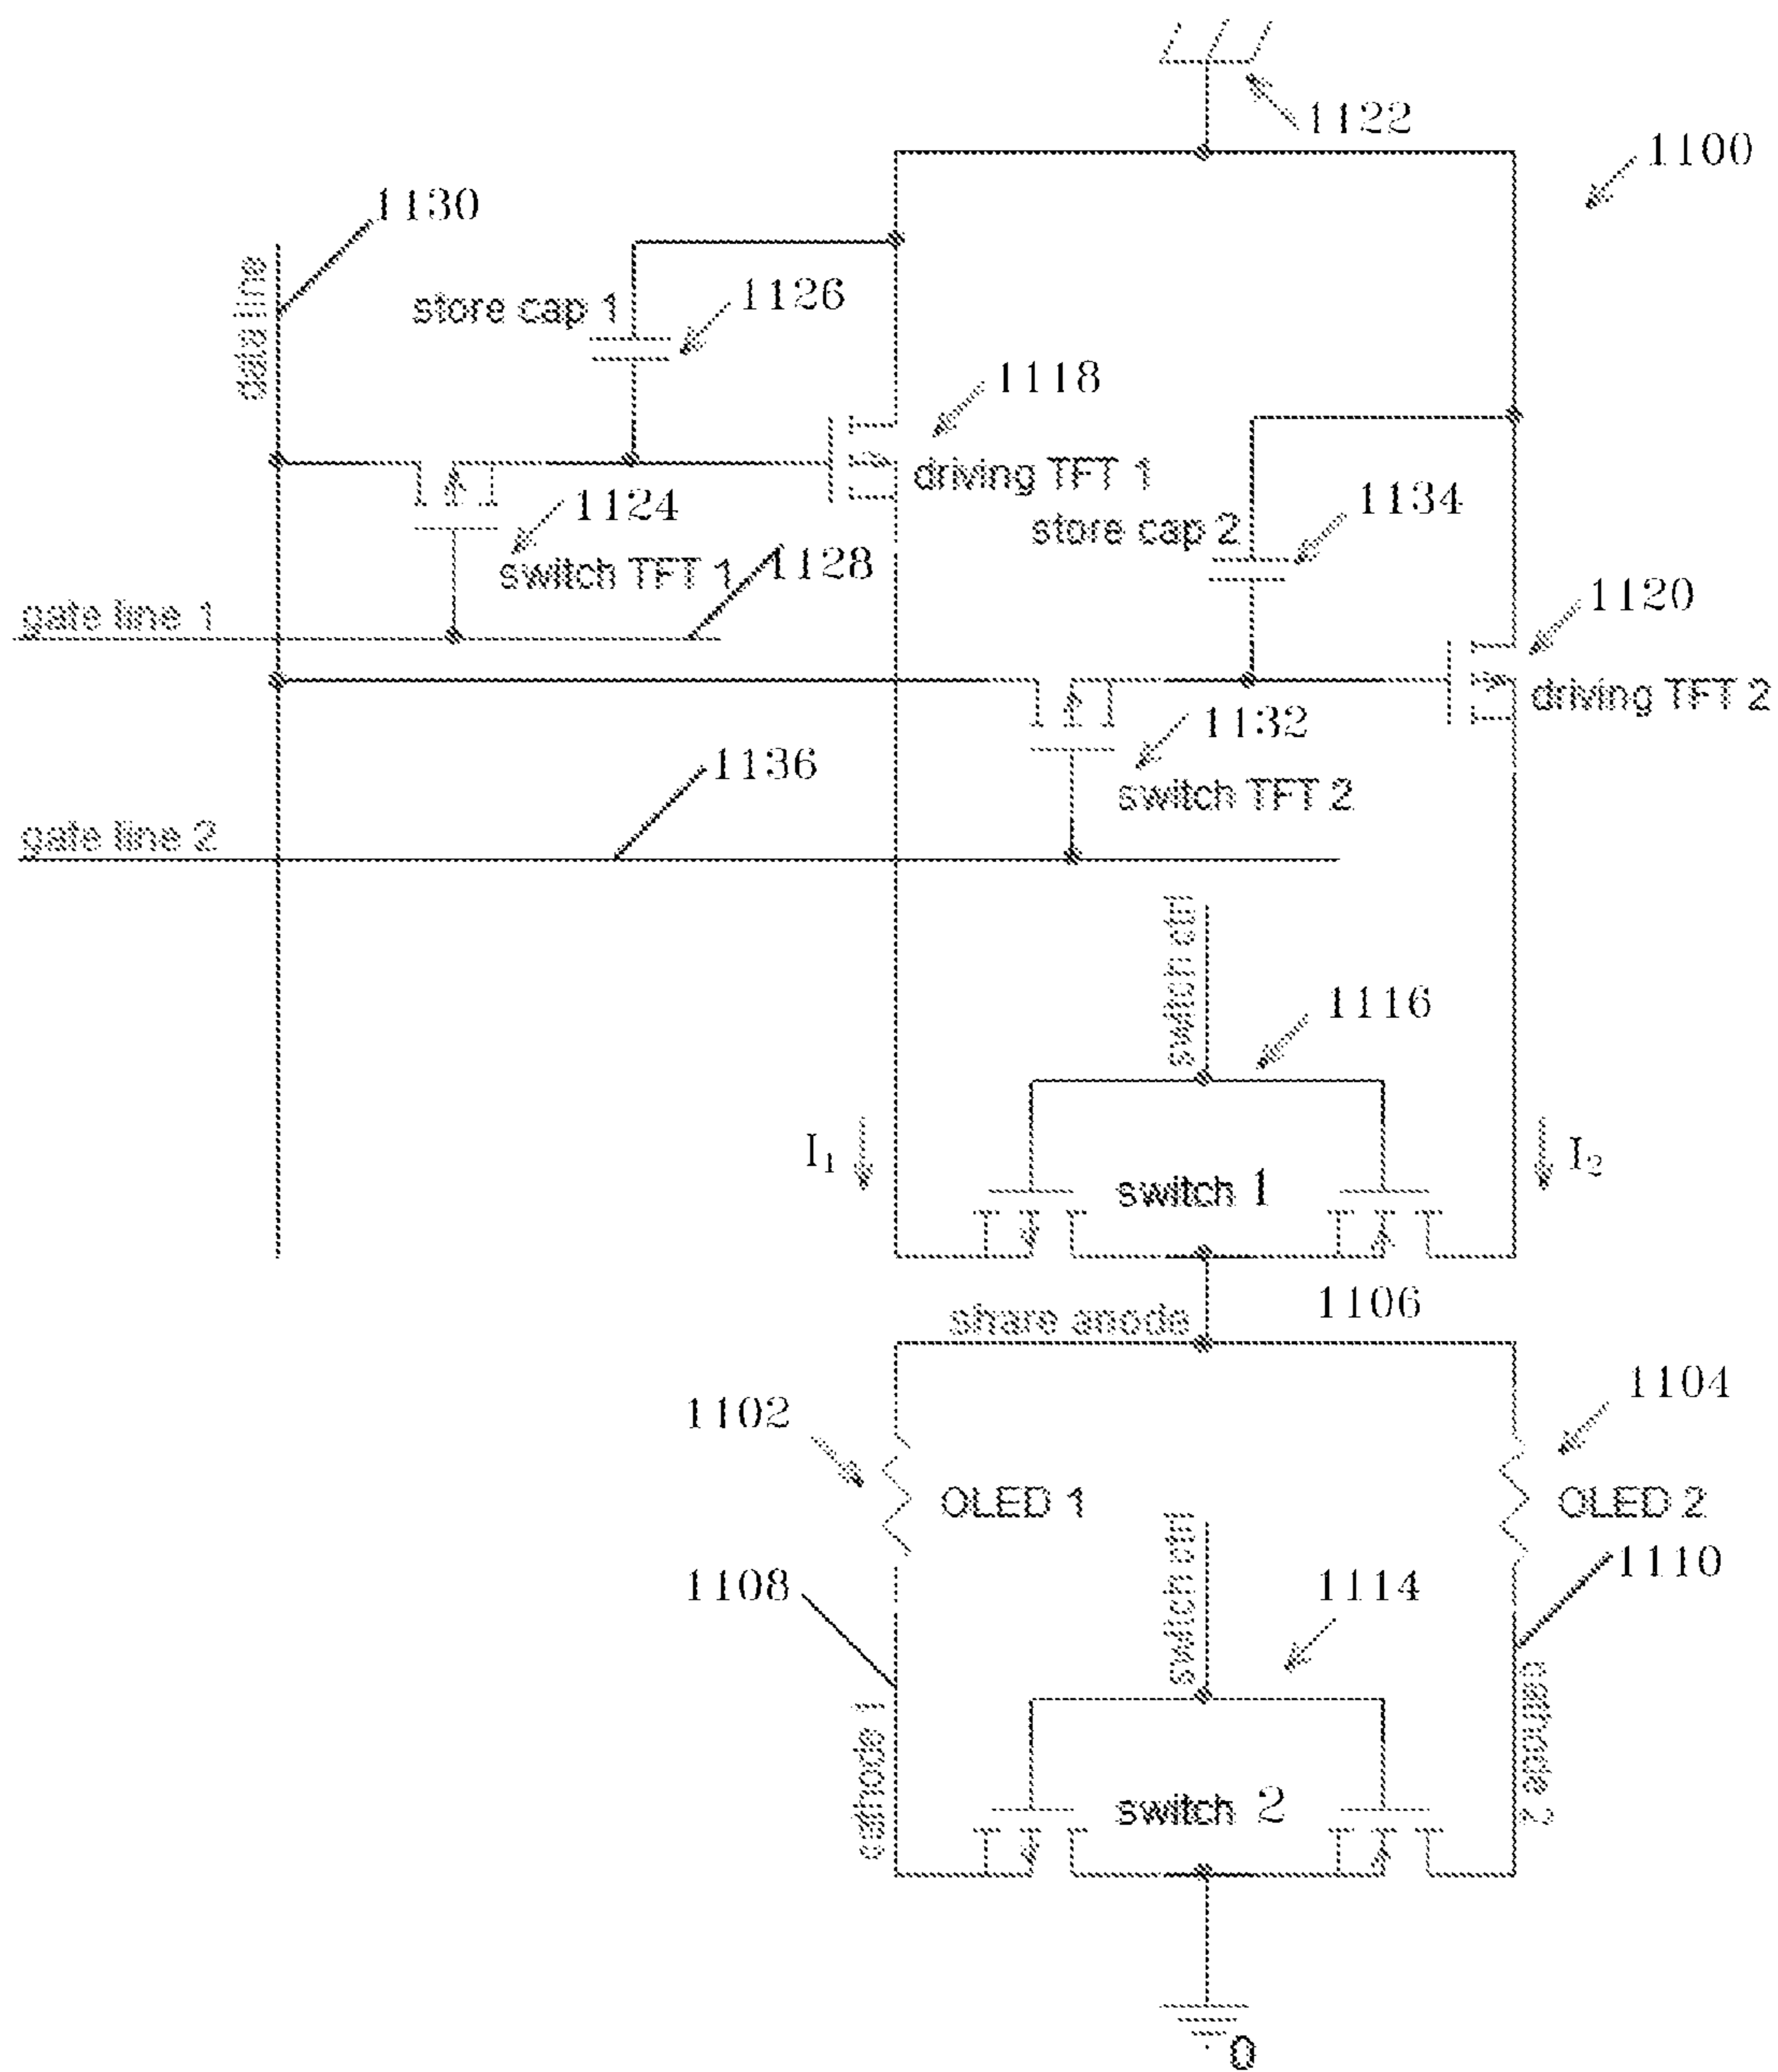 1122
1100
1130
data line
store cap 1
1126
1118
driving TFT 1
1124
switch TFT 1
1128
store cap 2
1134
gate line 1
1120
driving TFT 2
1132
switch TFT 2
1136
gate line 2
switch ctrl
1116
I₁
switch 1
I₂
share anode
1106
1102
1104
OLED 1
OLED 2
1108
switch ctrl
1114
1110
cathode 1
switch 2
cathode 2
0